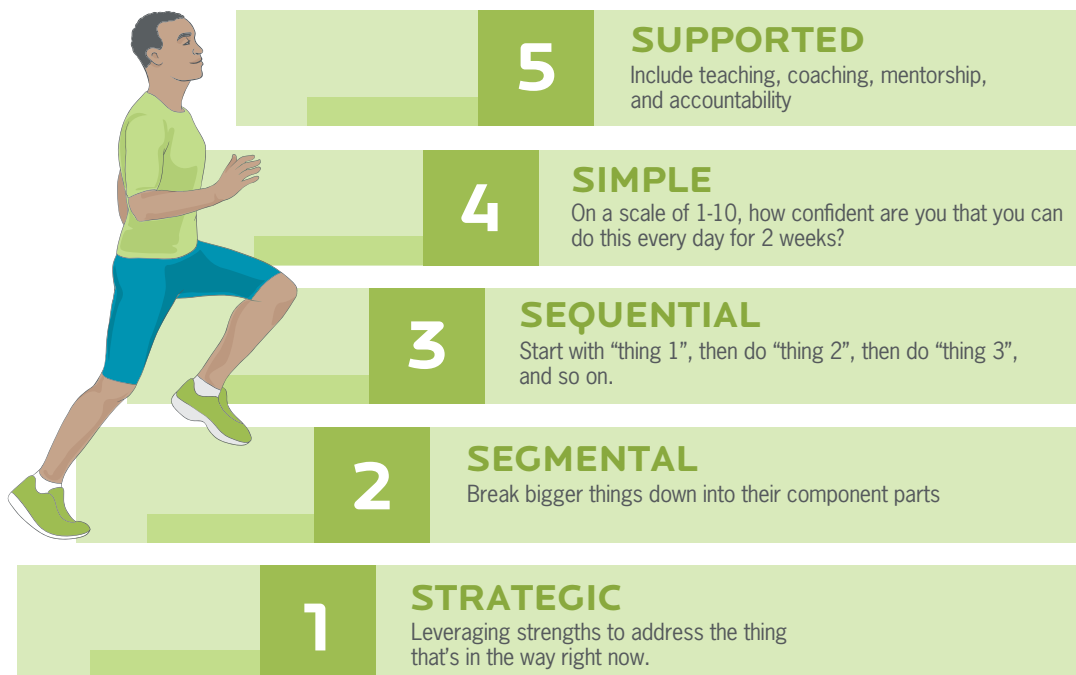 5
SUPPORTED
Include teaching, coaching, mentorship,
and accountability
4
SIMPLE
On a scale of 1-10, how confident are you that you can
do this every day for 2 weeks?
3
SEQUENTIAL
Start with “thing 1”, then do “thing 2”, then do “thing 3”,
and so on.
2
SEGMENTAL
Break bigger things down into their component parts
1
STRATEGIC
Leveraging strengths to address the thing
that’s in the way right now.